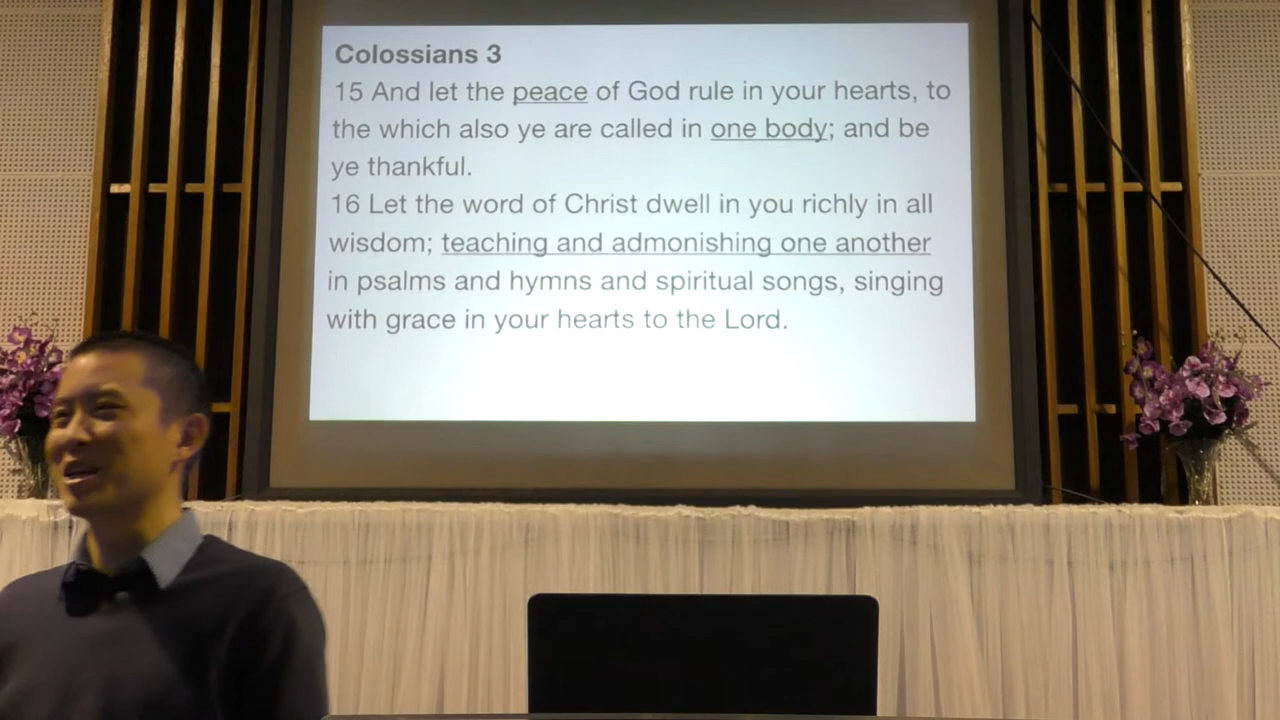 Colossians 3
15 And let the peace of God rule in your hearts, to
the which also ye are called in one body; and be
ye thankful.
16 Let the word of Christ dwell in you richly in all
wisdom; teaching and admonishing one another
in psalms and hymns and spiritual songs, singing
with grace in your hearts to the Lord.